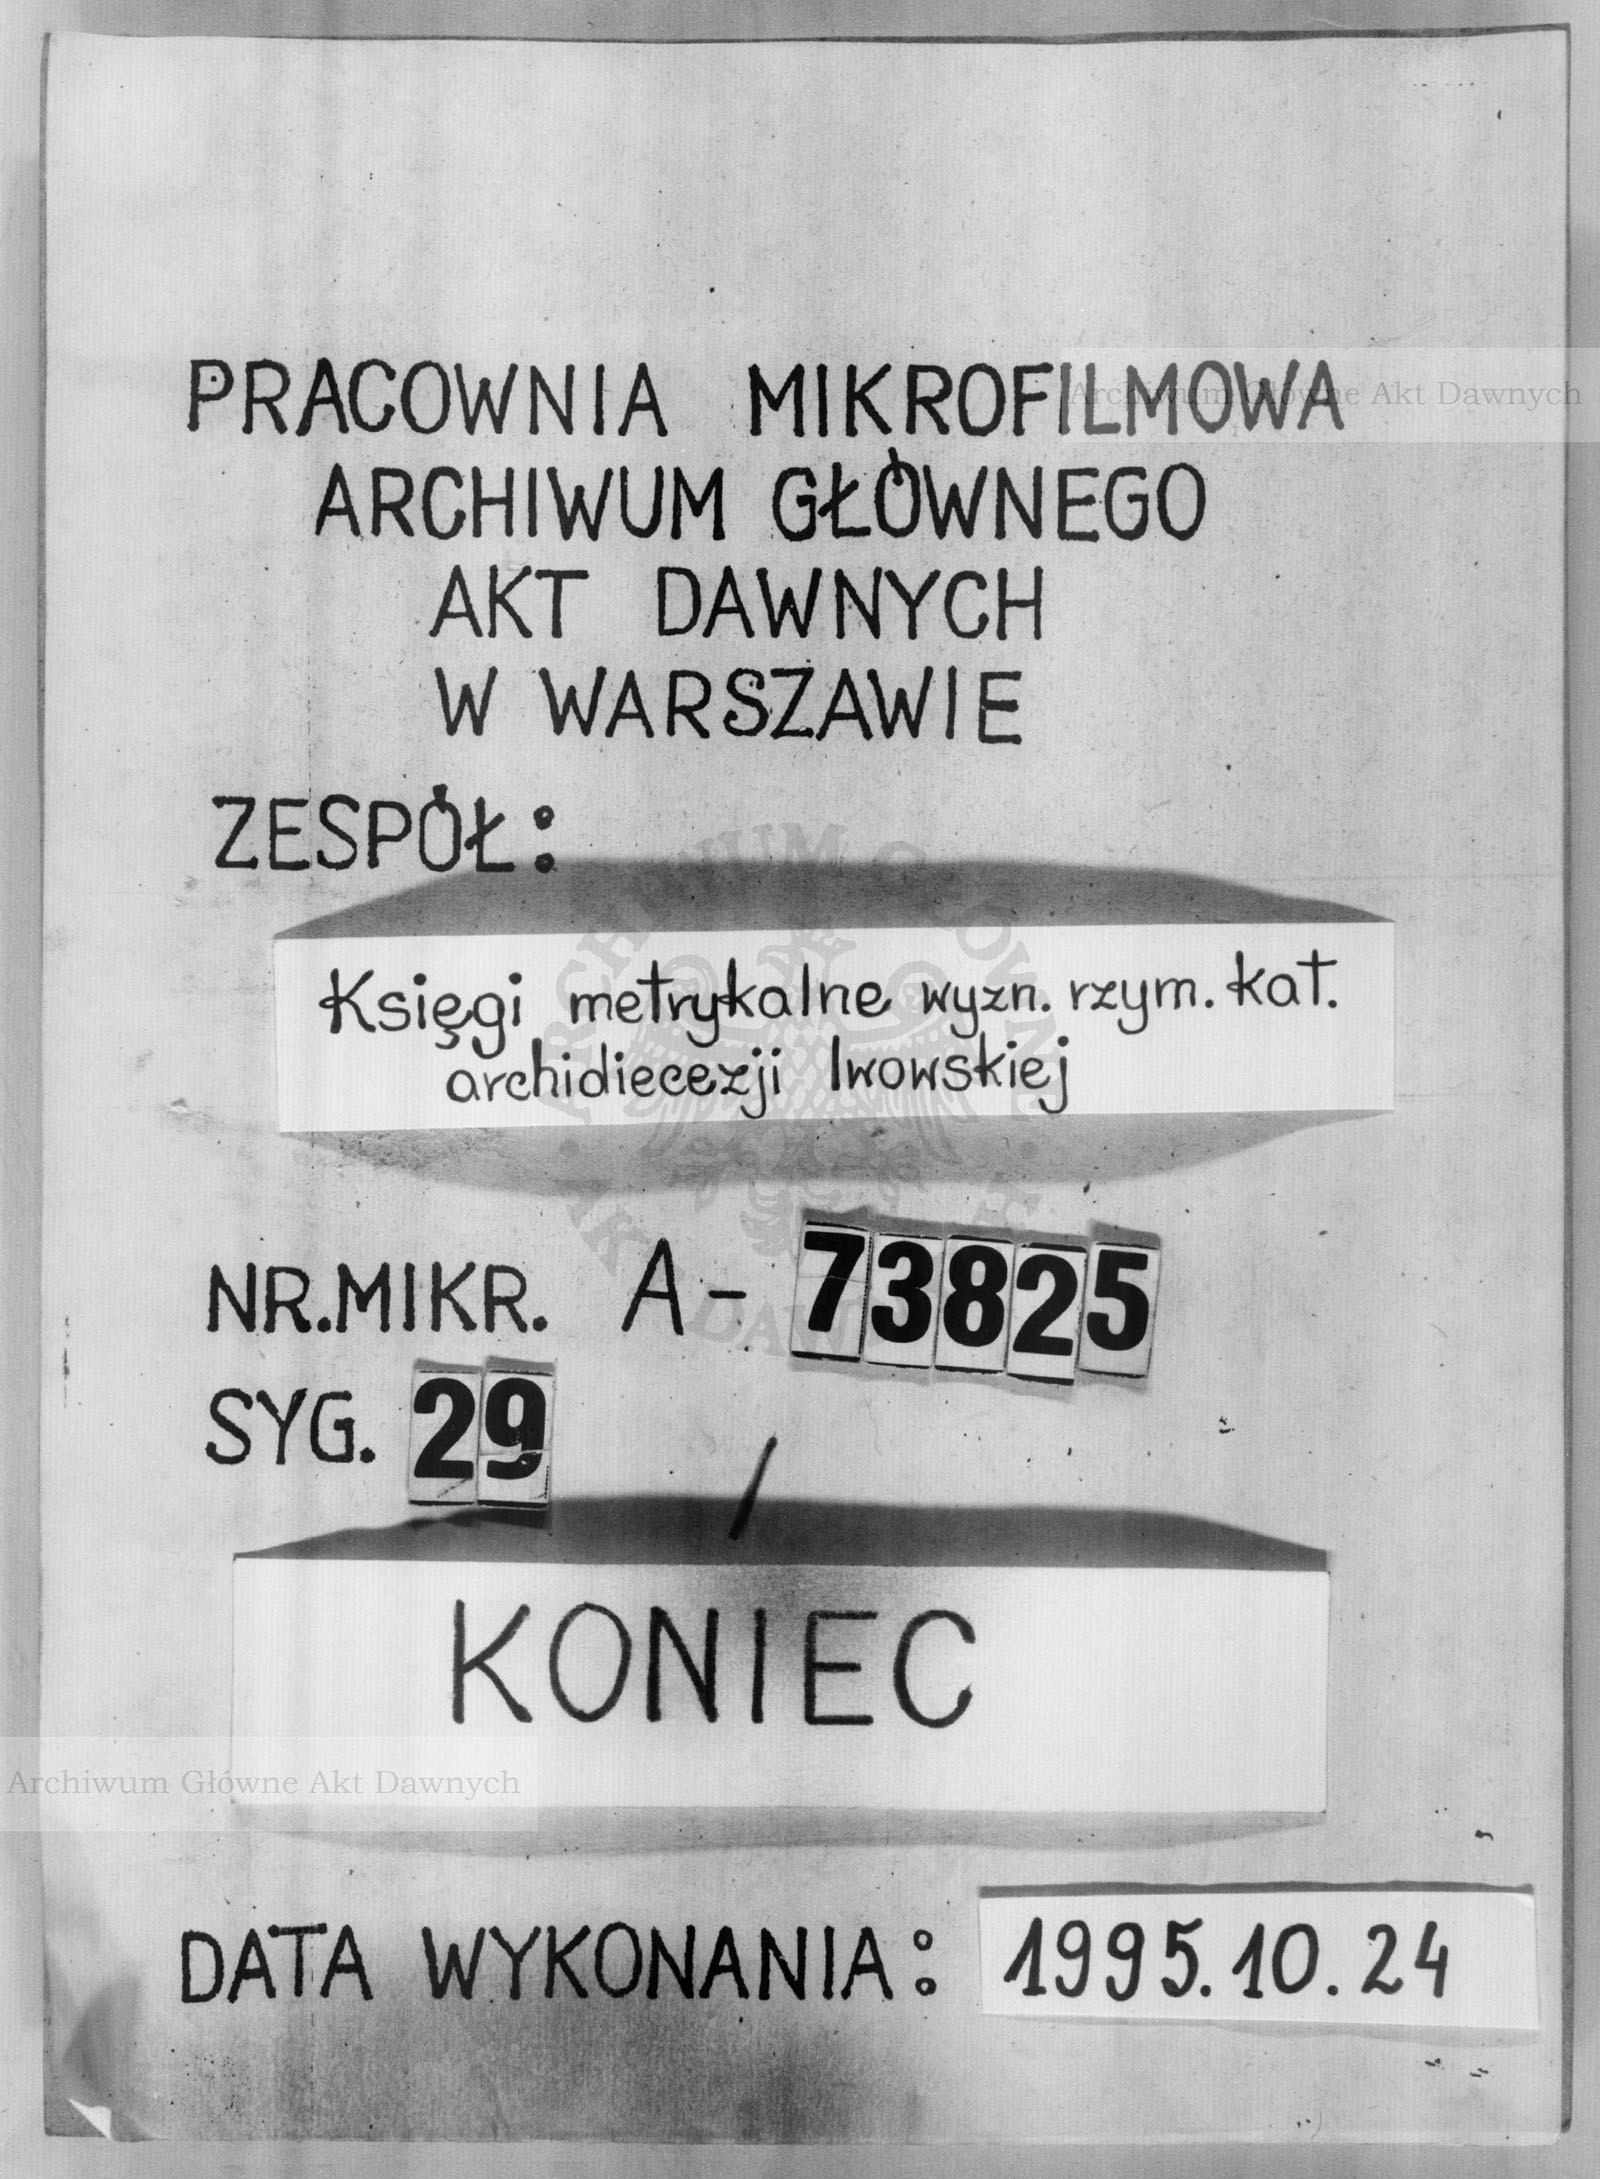 PRACOWNIA MIKROFILMOWA
Archiwum Główne Akt Dawnych
ARCHIWUM GŁÓWNEGO
AKT DAWNYCH
W WARSZAWIE
ZESPÓŁ:
Księgi metrykalne wyzn. rzym. kat.
archidiecezji lwowskiej
NR. MIKR. A-73825
SYG. 29
KONIEC
Archiwum Główne Akt Dawnych
DATA WYKONANIA: 1995.10.24